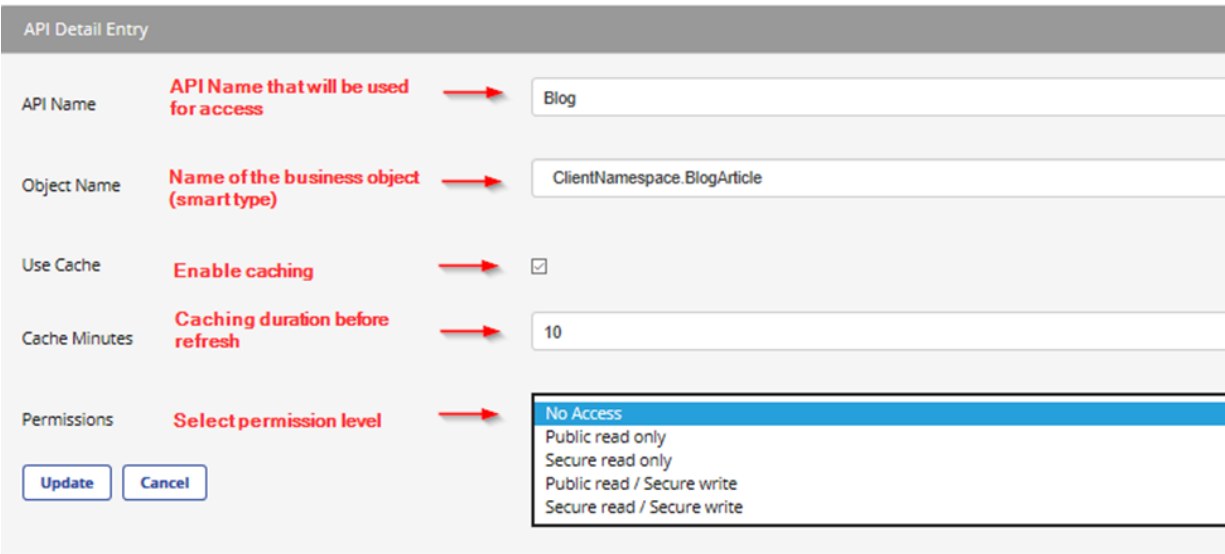 API Detail Entry
API Name that will be used
for access
API Name
Blog
Name of the business object
(smart type)
Object Name
ClientNamespace.BlogArticle
Use Cache
Enable caching
Caching duration before
refresh
Cache Minutes
10
Permissions
Select permission level
No Access
Public read only
Secure read only
Public read / Secure write
Secure read / Secure write
Update
Cancel